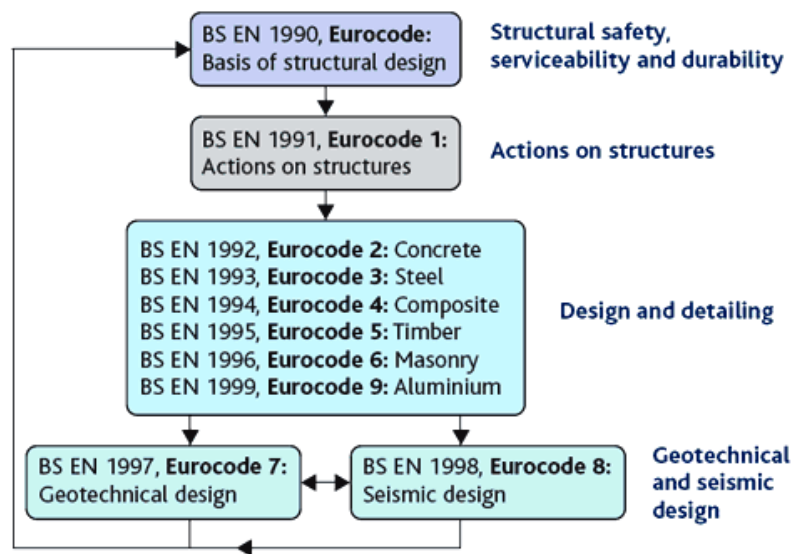 BS EN 1990, Eurocode:
Basis of structural design
Structural safety,
serviceability and durability
BS EN 1991, Eurocode 1:
Actions on structures
Actions on structures
BS EN 1992, Eurocode 2: Concrete
BS EN 1993, Eurocode 3: Steel
BS EN 1994, Eurocode 4: Composite
BS EN 1995, Eurocode 5: Timber
BS EN 1996, Eurocode 6: Masonry
BS EN 1999, Eurocode 9: Aluminium
Design and detailing
BS EN 1997, Eurocode 7:
Geotechnical design
BS EN 1998, Eurocode 8:
Seismic design
Geotechnical
and seismic
design